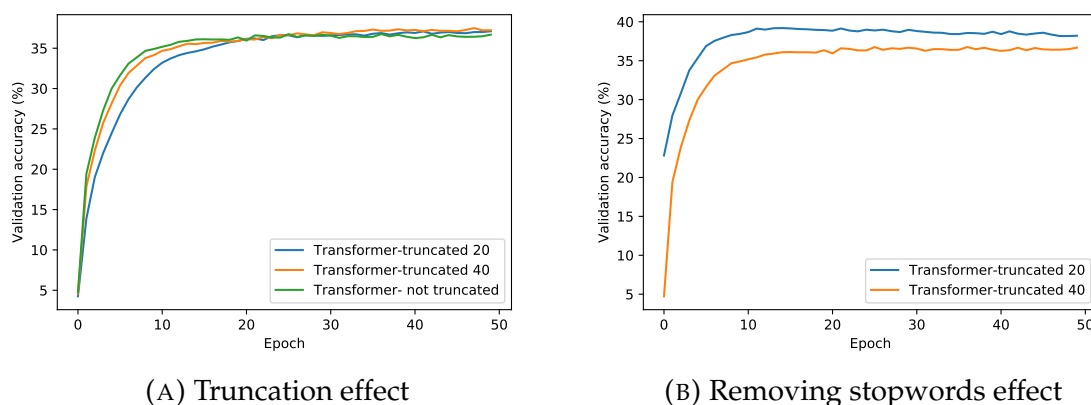 35
30
25
20
15
10
5
Validation accuracy (%)
Transformer-truncated 20
Transformer-truncated 40
Transformer- not truncated
0 10 20 30 40 50
Epoch
(A) Truncation effect
40
35
30
25
20
15
10
5
Validation accuracy (%)
Transformer-truncated 20
Transformer-truncated 40
0 10 20 30 40 50
Epoch
(B) Removing stopwords effect